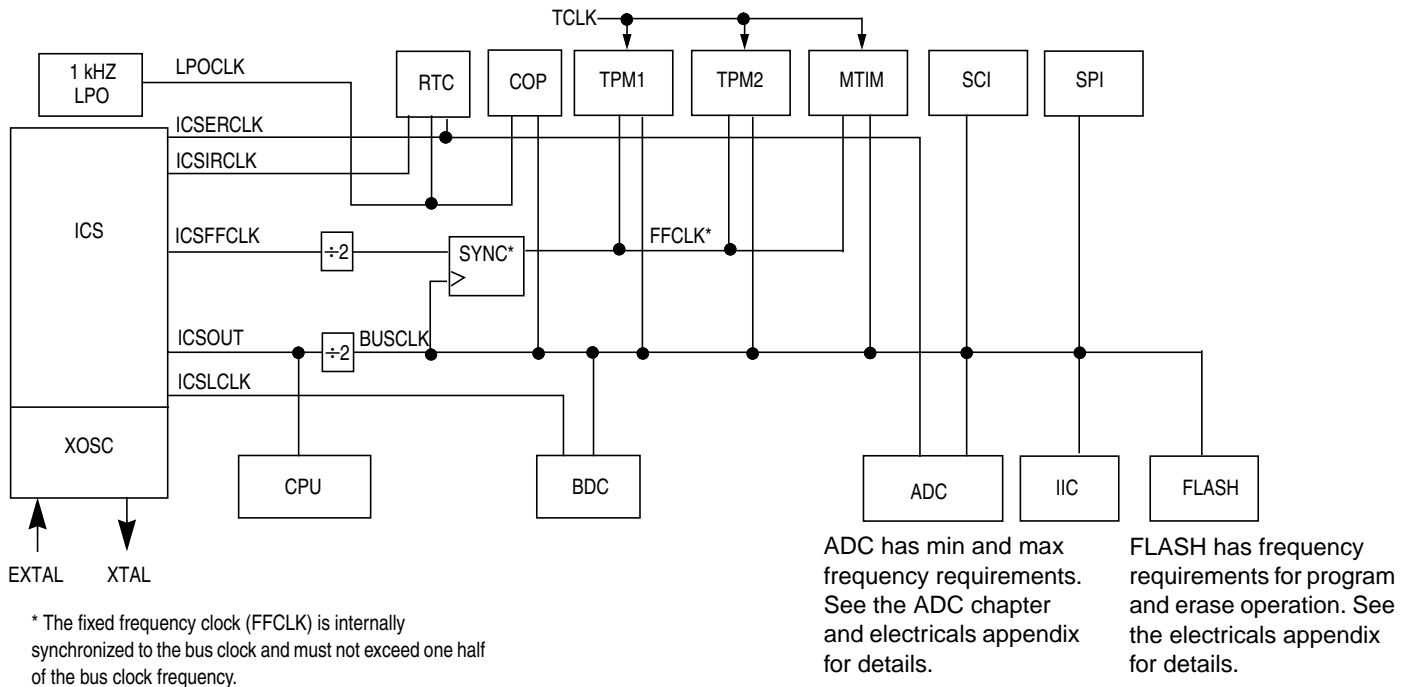 TCLK
1 kHZ
LPO
LPOCLK
RTC
COP
TPM1
TPM2
MTIM
SCI
SPI
ICSERCLK
ICSIRCLK
ICS
ICSFFCLK
÷2
SYNC*
FFCLK*
ICSOUT
÷2
BUSCLK
ICSLCLK
XOSC
CPU
BDC
ADC
IIC
FLASH
EXTAL
XTAL
ADC has min and max
frequency requirements.
See the ADC chapter
and electricals appendix
for details.
FLASH has frequency
requirements for program
and erase operation. See
the electricals appendix
for details.
* The fixed frequency clock (FFCLK) is internally
synchronized to the bus clock and must not exceed one half
of the bus clock frequency.